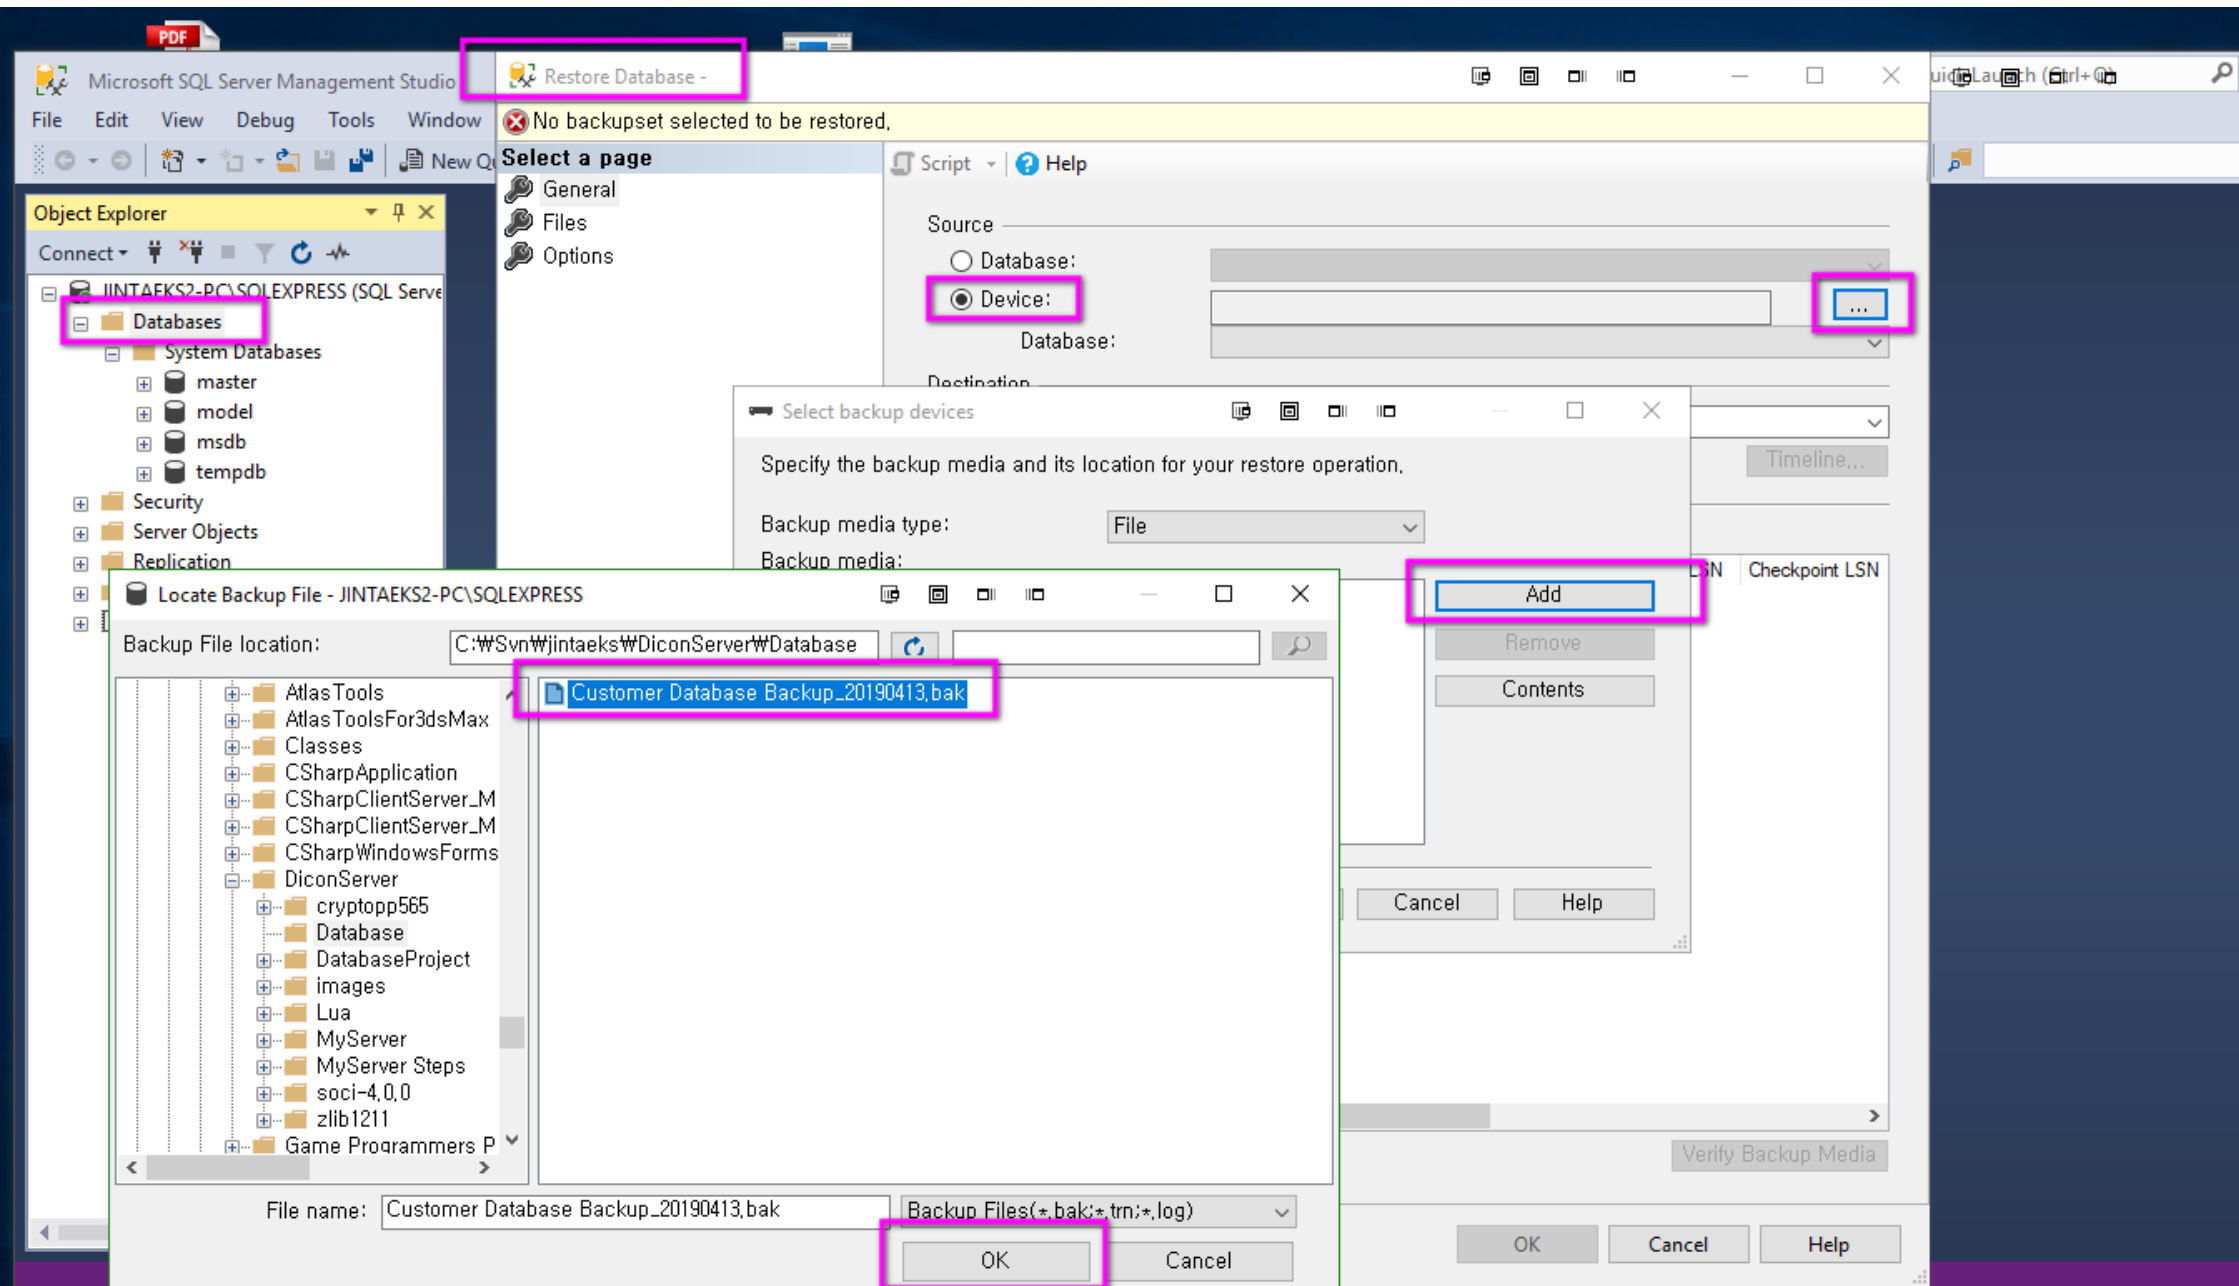 PDF
Microsoft SQL Server Management Studio
File Edit View Debug Tools Window
New Qu
Object Explorer
Connect
JINTAEKS2-PC\SQLEXPRESS (SQL Serve
Databases
System Databases
master
model
msdb
tempdb
Security
Server Objects
Replication
Restore Database -
No backupset selected to be restored.
Select a page
General
Files
Options
Script
Help
Source
Database:
Device:
...
Database:
Destination
Timeline...
LSN Checkpoint LSN
Verify Backup Media
OK Cancel Help
Select backup devices
Specify the backup media and its location for your restore operation.
Backup media type: File
Backup media:
Add
Remove
Contents
Cancel Help
Locate Backup File - JINTAEKS2-PC\SQLEXPRESS
Backup File location: C:₩Svn₩jintaeks₩DiconServer₩Database
AtlasTools
AtlasToolsFor3dsMax
Classes
CSharpApplication
CSharpClientServer_M
CSharpClientServer_M
CSharpWindowsForms
DiconServer
cryptopp565
Database
DatabaseProject
images
Lua
MyServer
MyServer Steps
soci-4.0.0
zlib1211
Game Programmers P
Customer Database Backup_20190413.bak
File name: Customer Database Backup_20190413.bak
Backup Files(*.bak;*.trn;*.log)
OK Cancel